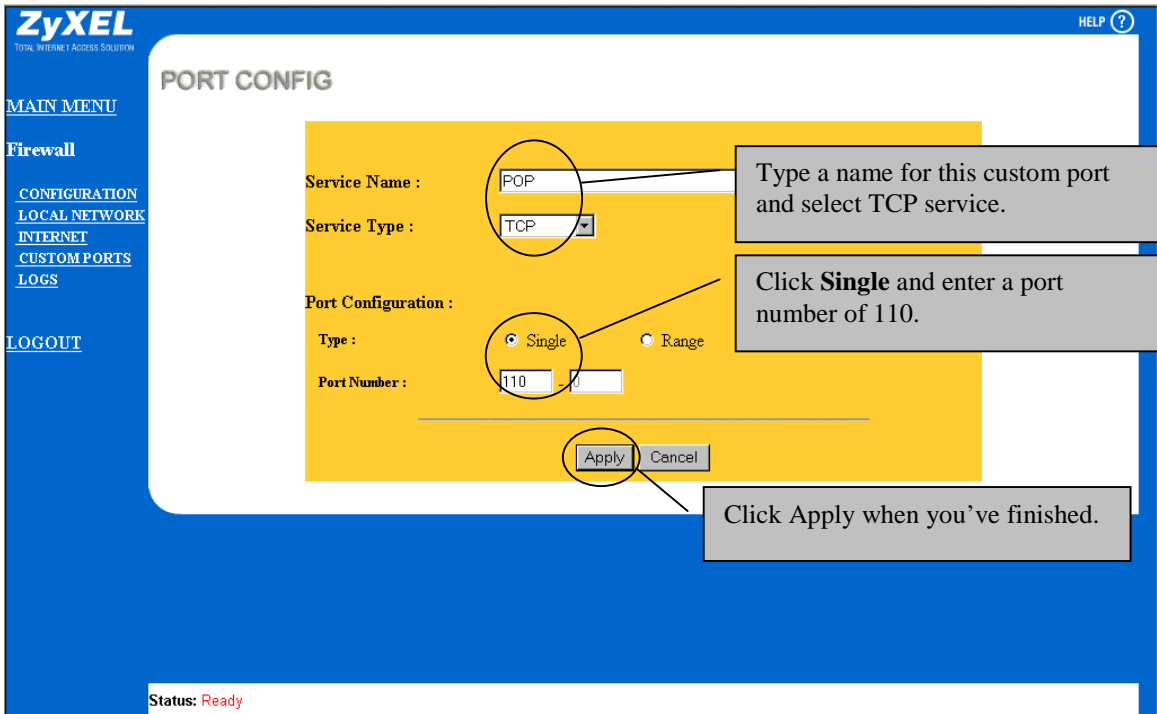 ZyXEL
TOTAL INTERNET ACCESS SOLUTION
HELP ?
PORT CONFIG
MAIN MENU
Firewall
CONFIGURATION
LOCAL NETWORK
INTERNET
CUSTOM PORTS
LOGS
LOGOUT
Service Name : POP
Type a name for this custom port
and select TCP service.
Service Type : TCP
Click Single and enter a port
number of 110.
Port Configuration :
Type : Single Range
Port Number : 110 - 0
Apply Cancel
Click Apply when you've finished.
Status: Ready